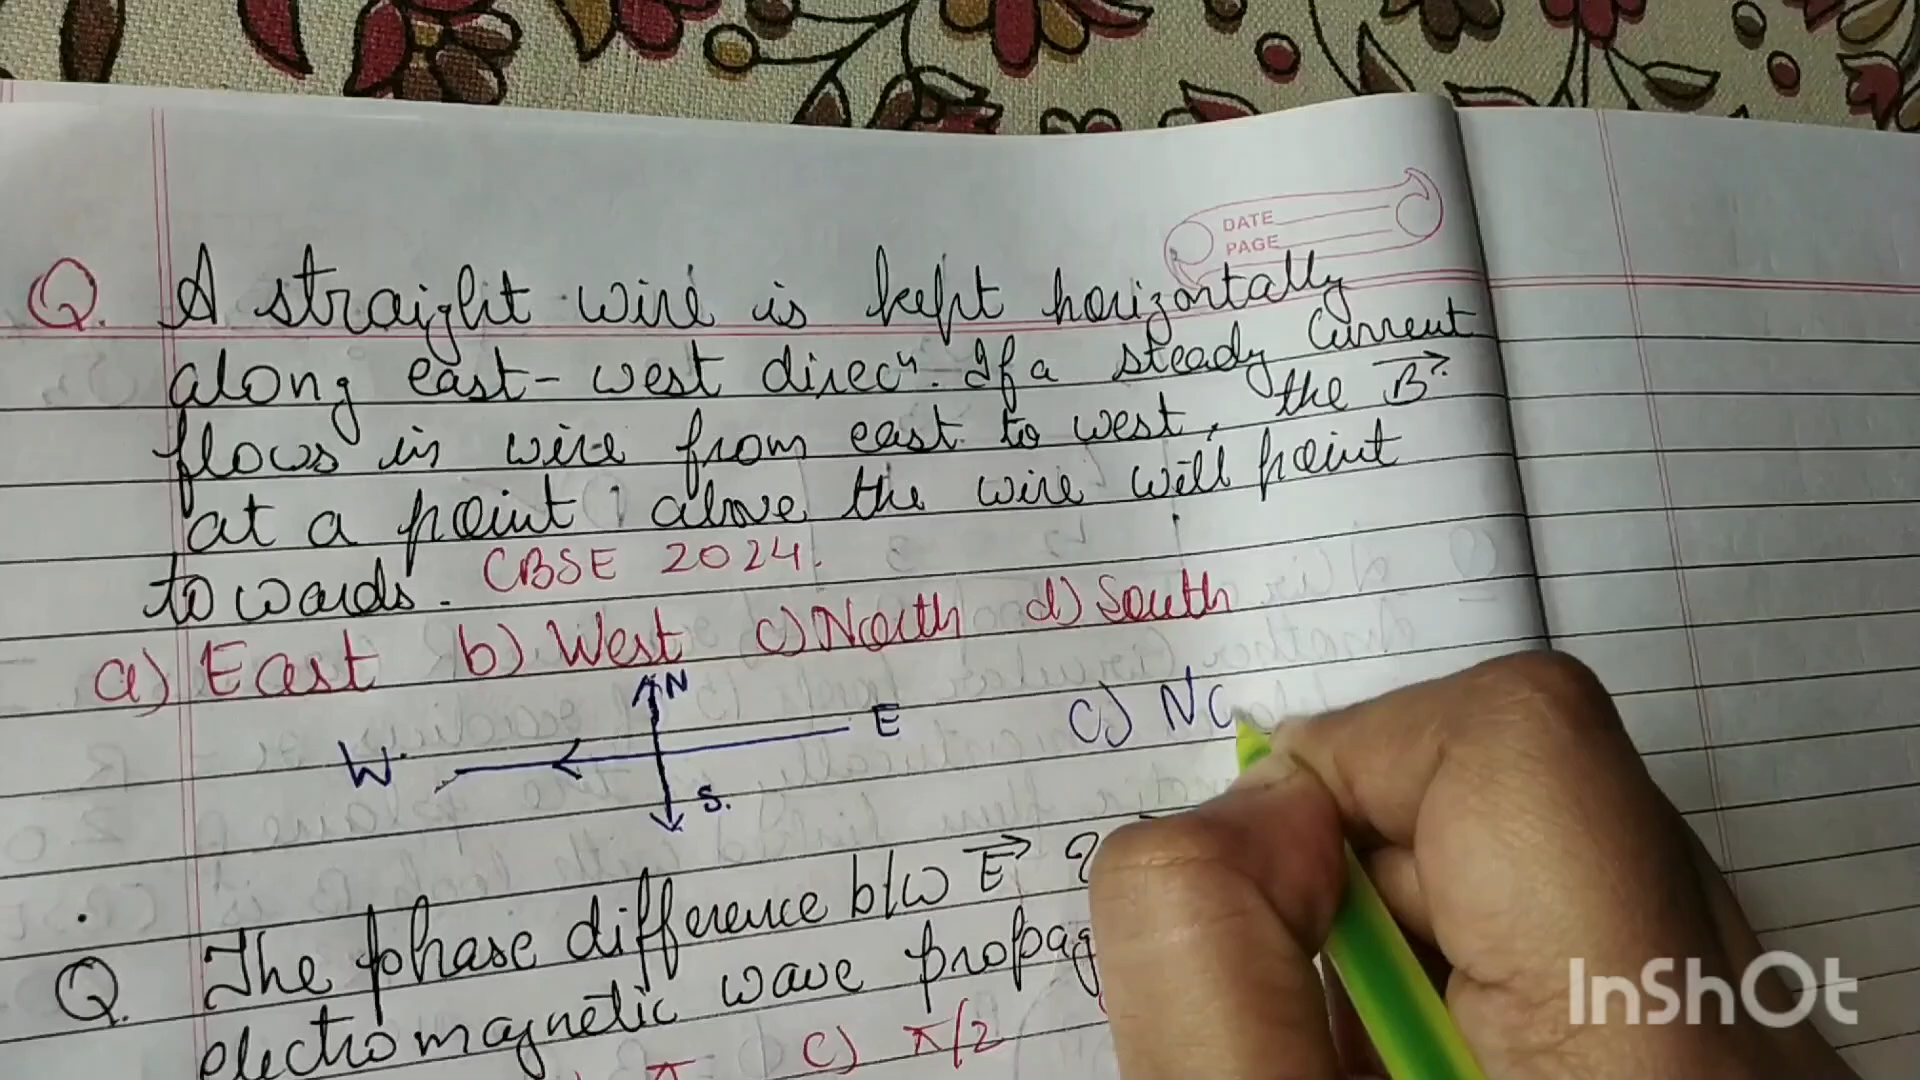 DATE
PAGE
Q. A straight wire is kept horizontally
along east-west direcⁿ. If a steady current
flows in wire from east to west, the B→
at a point above the wire will point
towards. CBSE 2024.
a) East b) West c) North d) South
N
W E
S.
c) No
Q. The phase difference b/w E→ &
electromagnetic wave propag
π c) π/2
InShOt